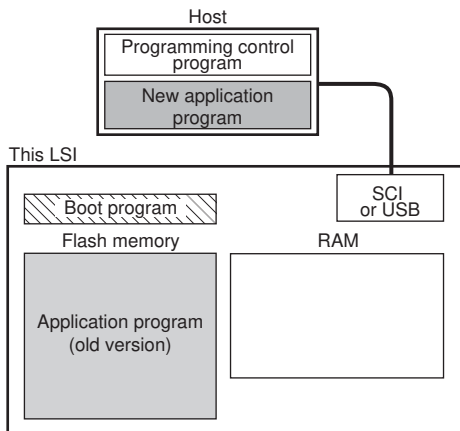 Host
Programming control
program
New application
program
This LSI
SCI
or USB
Boot program
Flash memory
RAM
Application program
(old version)